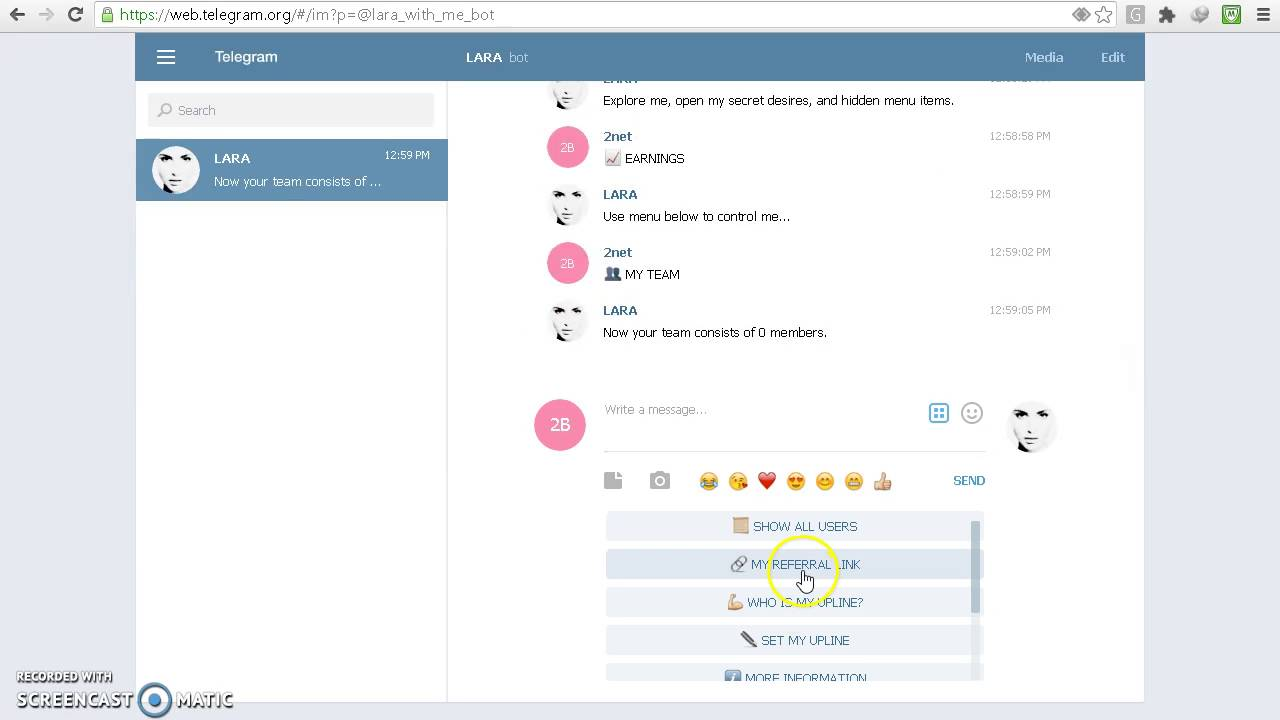 https://web.telegram.org/#/im?p=@lara_with_me_bot
Telegram
LARA bot
Media
Edit
Search
LARA
12:59 PM
Now your team consists of ...
LARA
Explore me, open my secret desires, and hidden menu items.
2B
2net
12:58:58 PM
EARNINGS
LARA
12:58:59 PM
Use menu below to control me...
2B
2net
12:59:02 PM
MY TEAM
LARA
12:59:05 PM
Now your team consists of 0 members.
2B
Write a message...
SEND
SHOW ALL USERS
MY REFERRAL LINK
WHO IS MY UPLINE?
SET MY UPLINE
MORE INFORMATION
RECORDED WITH
SCREENCAST MATIC